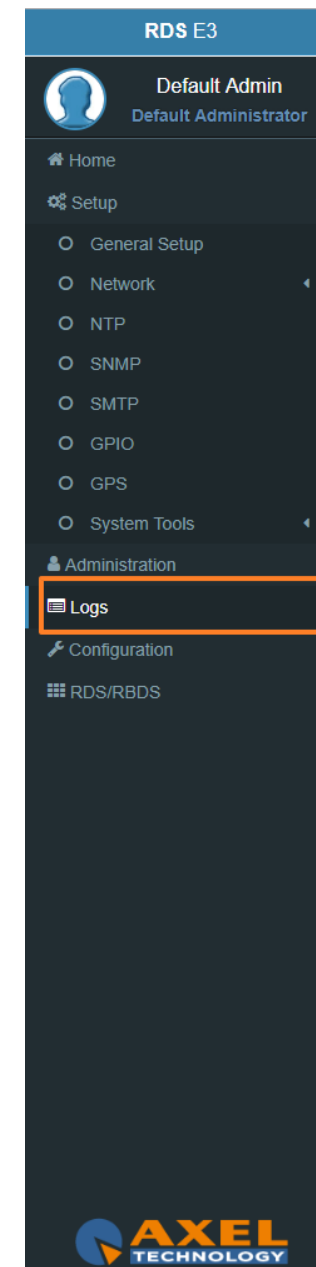 RDS E3
Default Admin
Default Administrator
Home
Setup
General Setup
Network
NTP
SNMP
SMTP
GPIO
GPS
System Tools
Administration
Logs
Configuration
RDS/RBDS
AXEL
TECHNOLOGY